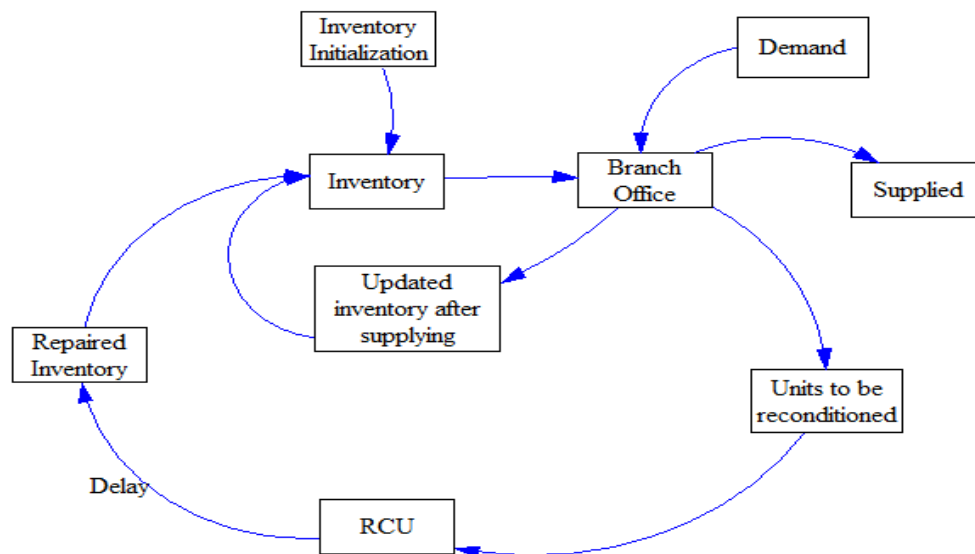 Inventory
Initialization
Demand
Inventory
Branch
Office
Supplied
Updated
inventory after
supplying
Repaired
Inventory
Units to be
reconditioned
Delay
RCU